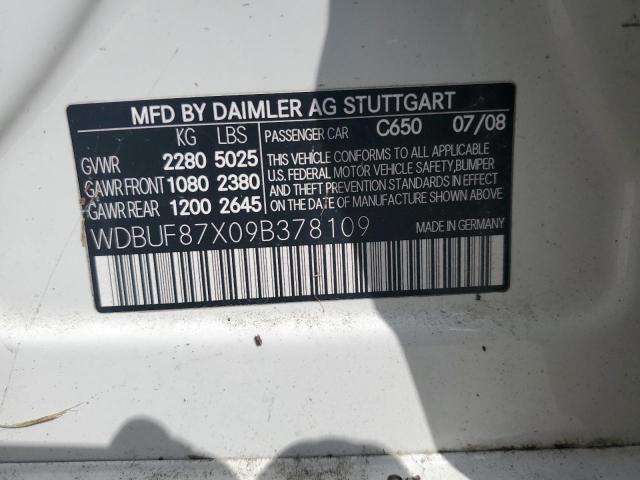 MFD BY DAIMLER AG STUTTGART
KG LBS PASSENGER CAR C650 07/08
GVWR 2280 5025
GAWR FRONT 1080 2380
GAWR REAR 1200 2645
THIS VEHICLE CONFORMS TO ALL APPLICABLE
U.S. FEDERAL MOTOR VEHICLE SAFETY,BUMPER
AND THEFT PREVENTION STANDARDS IN EFFECT
ON THE DATE OF MANUFACTURE SHOWN ABOVE.
WDBUF87X09B378109 MADE IN GERMANY